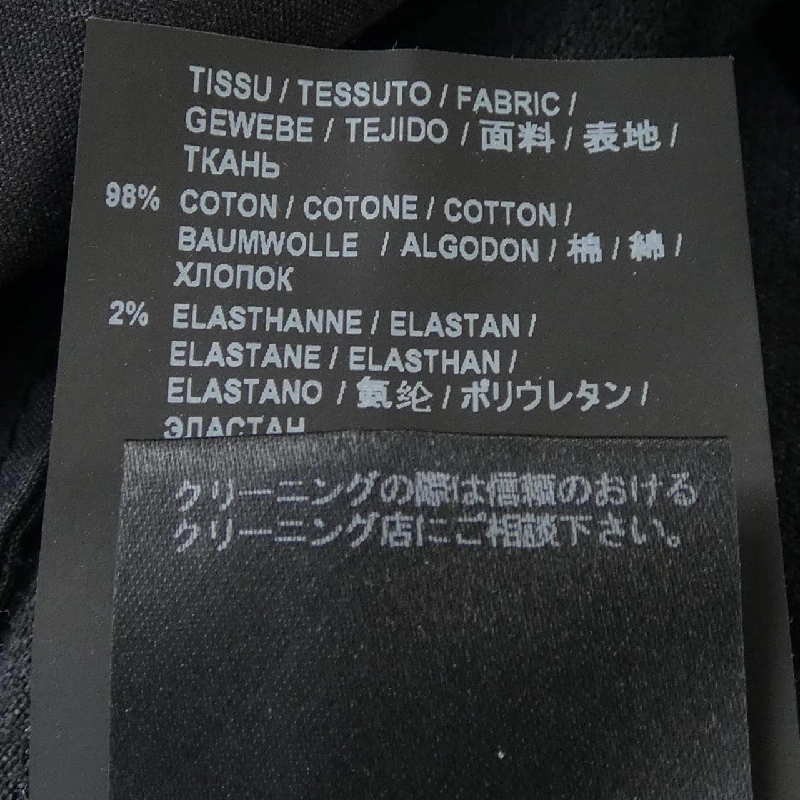 TISSU / TESSUTO / FABRIC /
GEWEBE / TEJIDO / 面料 / 表地 /
ТКАНЬ
98% COTON / COTONE / COTTON /
BAUMWOLLE / ALGODON / 棉 / 綿 /
ХЛОПОК
2% ELASTHANNE / ELASTAN /
ELASTANE / ELASTHAN /
ELASTANO / 氨纶 / ポリウレタン /
ЭЛАСТАН
クリーニングの際は信頼のおける
クリーニング店にご相談下さい。